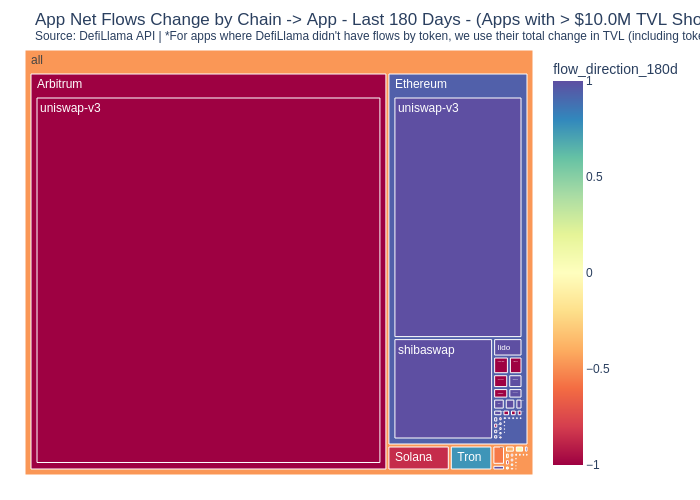 App Net Flows Change by Chain -> App - Last 180 Days - (Apps with > $10.0M TVL Sho
Source: DefiLlama API | *For apps where DefiLlama didn't have flows by token, we use their total change in TVL (including toke
all
Arbitrum
uniswap-v3
Ethereum
uniswap-v3
shibaswap
lido
Solana
Tron
flow_direction_180d
1
0.5
0
−0.5
−1